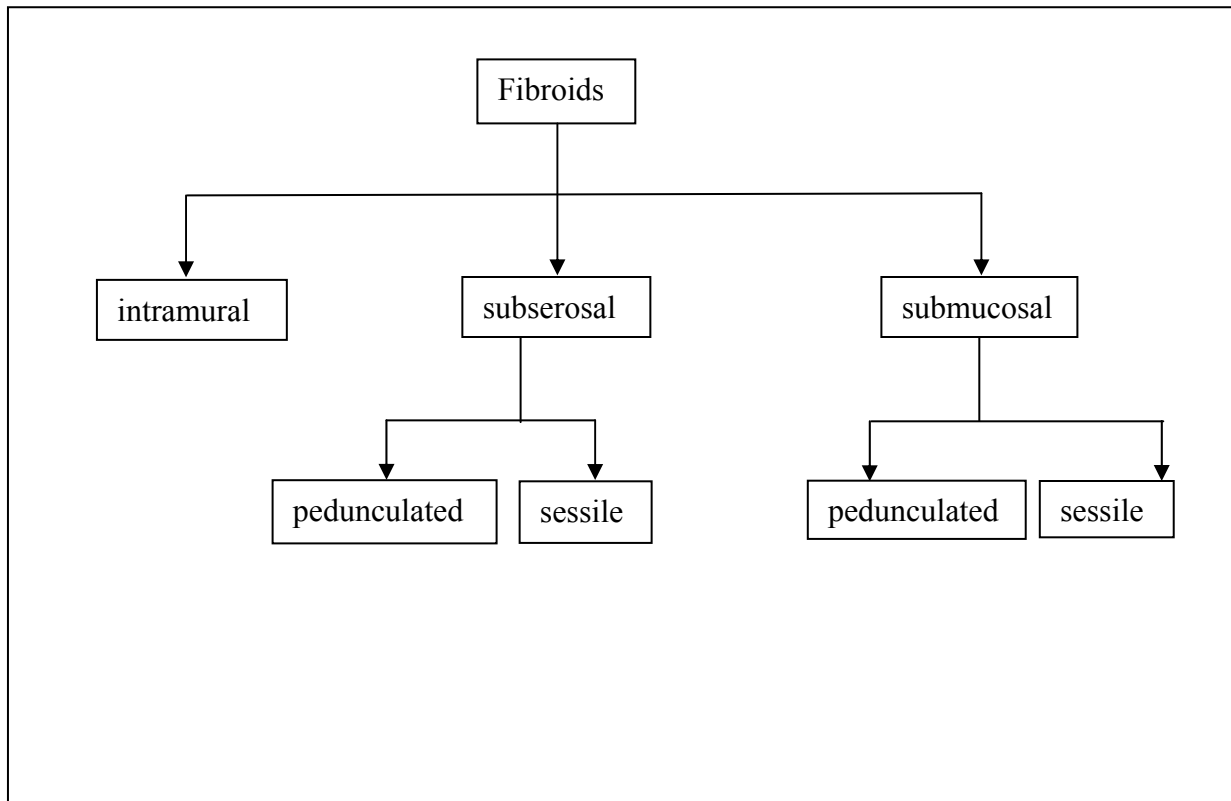 Fibroids
intramural
subserosal
submucosal
pedunculated
sessile
pedunculated
sessile